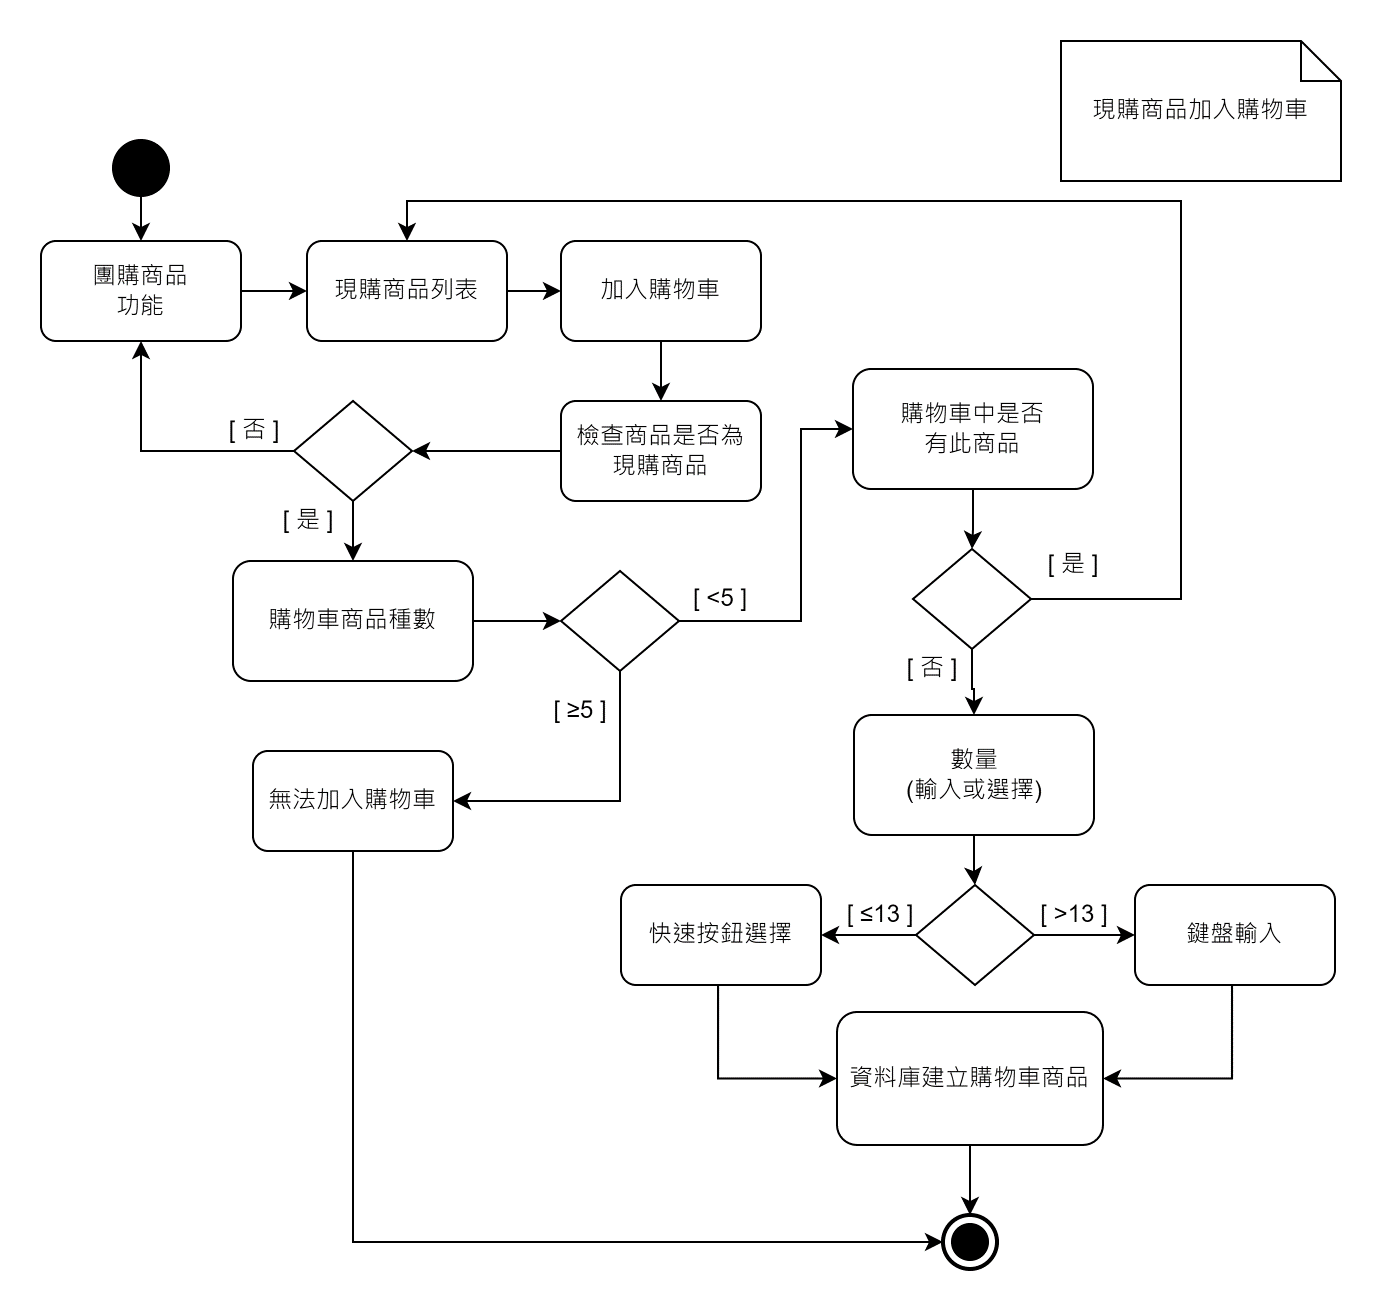 現購商品加入購物車
團購商品
功能
現購商品列表
加入購物車
檢查商品是否為
現購商品
[ 否 ]
[ 是 ]
購物車商品種數
[ <5 ]
[ ≥5 ]
無法加入購物車
購物車中是否
有此商品
[ 是 ]
[ 否 ]
數量
(輸入或選擇)
[ ≤13 ]
[ >13 ]
快速按鈕選擇
鍵盤輸入
資料庫建立購物車商品